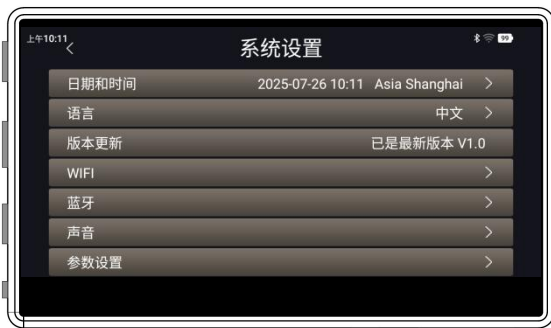 上午10:11
99
系统设置
日期和时间 2025-07-26 10:11 Asia Shanghai
语言 中文
版本更新 已是最新版本 V1.0
WIFI
蓝牙
声音
参数设置